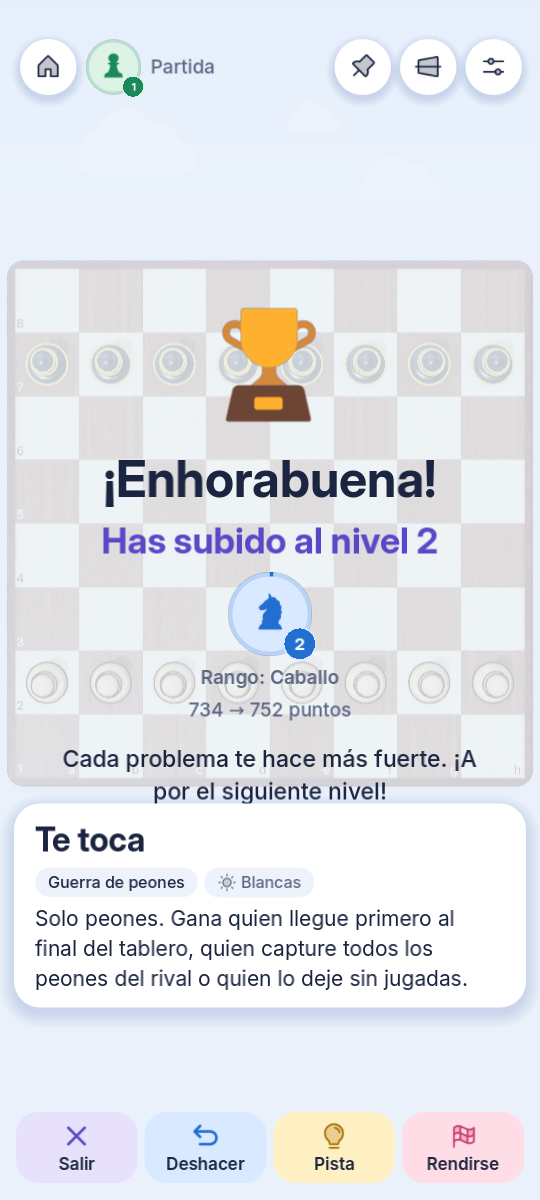 Partida
1
8
7
6
5
4
3
2
1
h
¡Enhorabuena!
Has subido al nivel 2
2
Rango: Caballo
734 → 752 puntos
Cada problema te hace más fuerte. ¡A
por el siguiente nivel!
Te toca
Guerra de peones
Blancas
Solo peones. Gana quien llegue primero al
final del tablero, quien capture todos los
peones del rival o quien lo deje sin jugadas.
Salir
Deshacer
Pista
Rendirse